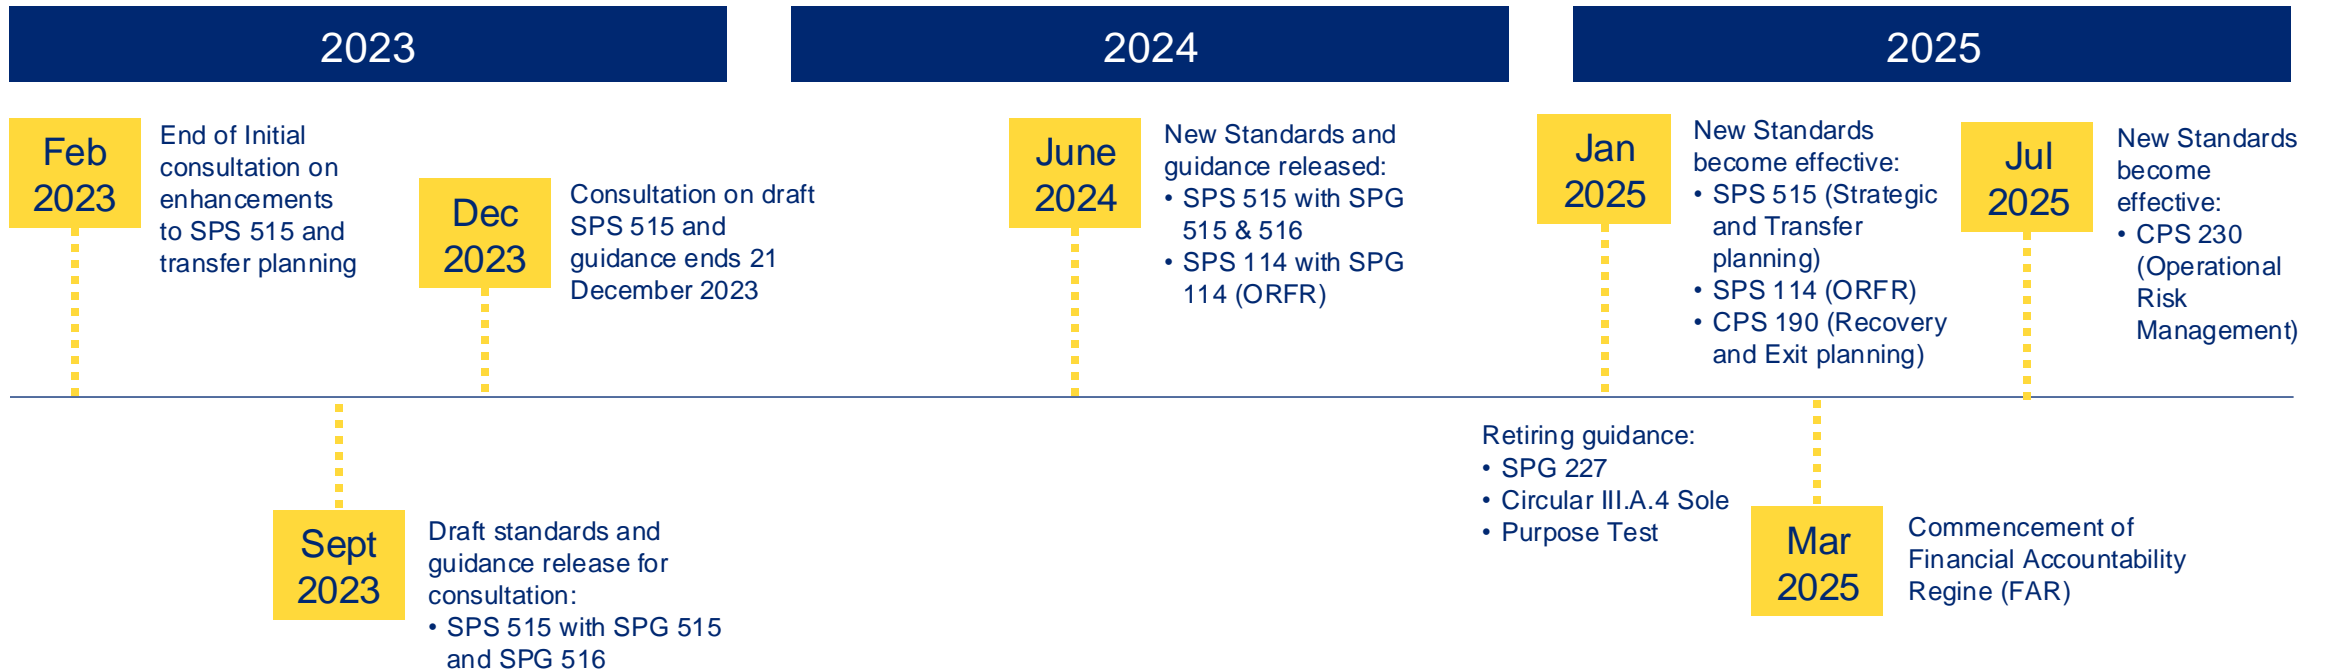 2023
2024
2025
Feb
2023
End of Initial
consultation on
enhancements
to SPS 515 and
transfer planning
Dec
2023
Consultation on draft
SPS 515 and
guidance ends 21
December 2023
June
2024
New Standards and
guidance released:
• SPS 515 with SPG
515 & 516
• SPS 114 with SPG
114 (ORFR)
Jan
2025
New Standards
become effective:
• SPS 515 (Strategic
and Transfer
planning)
• SPS 114 (ORFR)
• CPS 190 (Recovery
and Exit planning)
Jul
2025
New Standards
become
effective:
• CPS 230
(Operational
Risk
Management)
Sept
2023
Draft standards and
guidance release for
consultation:
• SPS 515 with SPG 515
and SPG 516
Retiring guidance:
• SPG 227
• Circular III.A.4 Sole
• Purpose Test
Mar
2025
Commencement of
Financial Accountability
Regine (FAR)